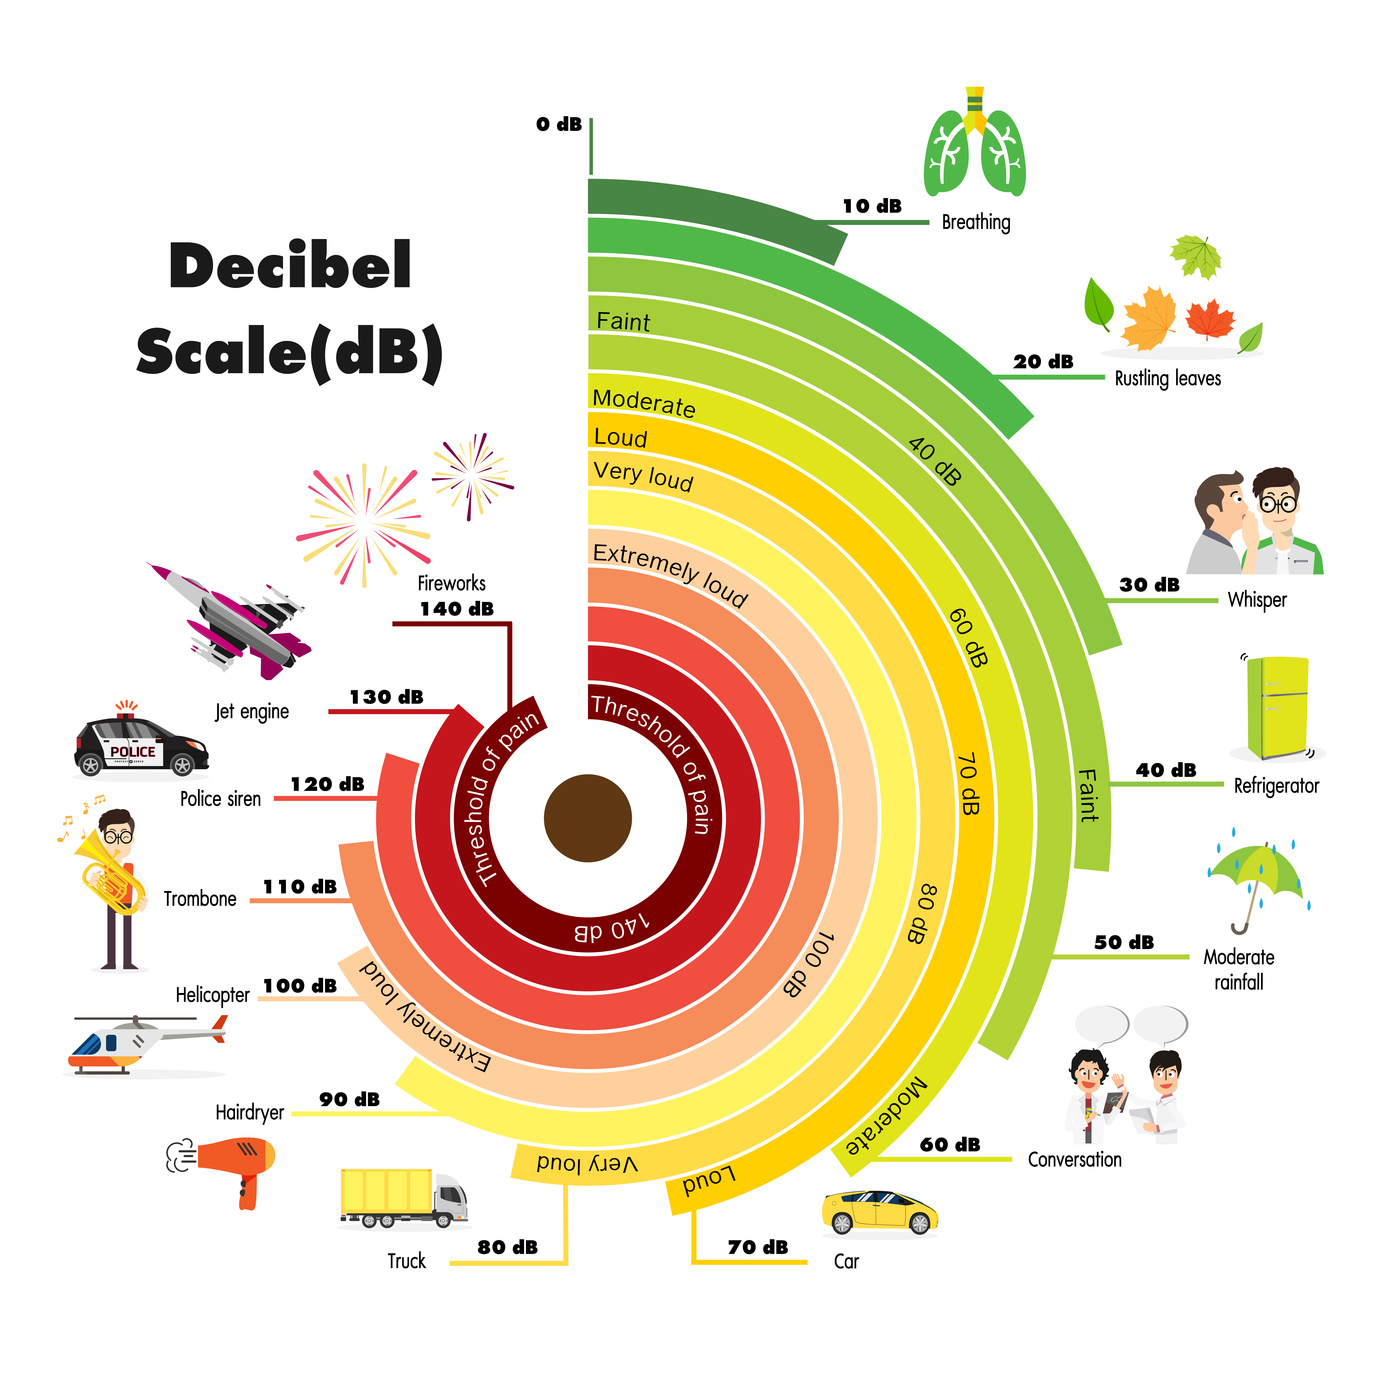 Decibel
Scale(dB)
0 dB
10 dB
Breathing
20 dB
Rustling leaves
30 dB
Whisper
40 dB
Refrigerator
50 dB
Moderate
rainfall
60 dB
Conversation
70 dB
Car
80 dB
Truck
90 dB
Hairdryer
100 dB
Helicopter
110 dB
Trombone
120 dB
Police siren
POLICE
130 dB
Jet engine
Fireworks
140 dB
Faint
40 dB
Faint
Moderate
60 dB
Moderate
Loud
70 dB
Loud
Very loud
80 dB
Very loud
Extremely loud
100 dB
Extremely loud
Threshold of pain
140 dB
Threshold of pain